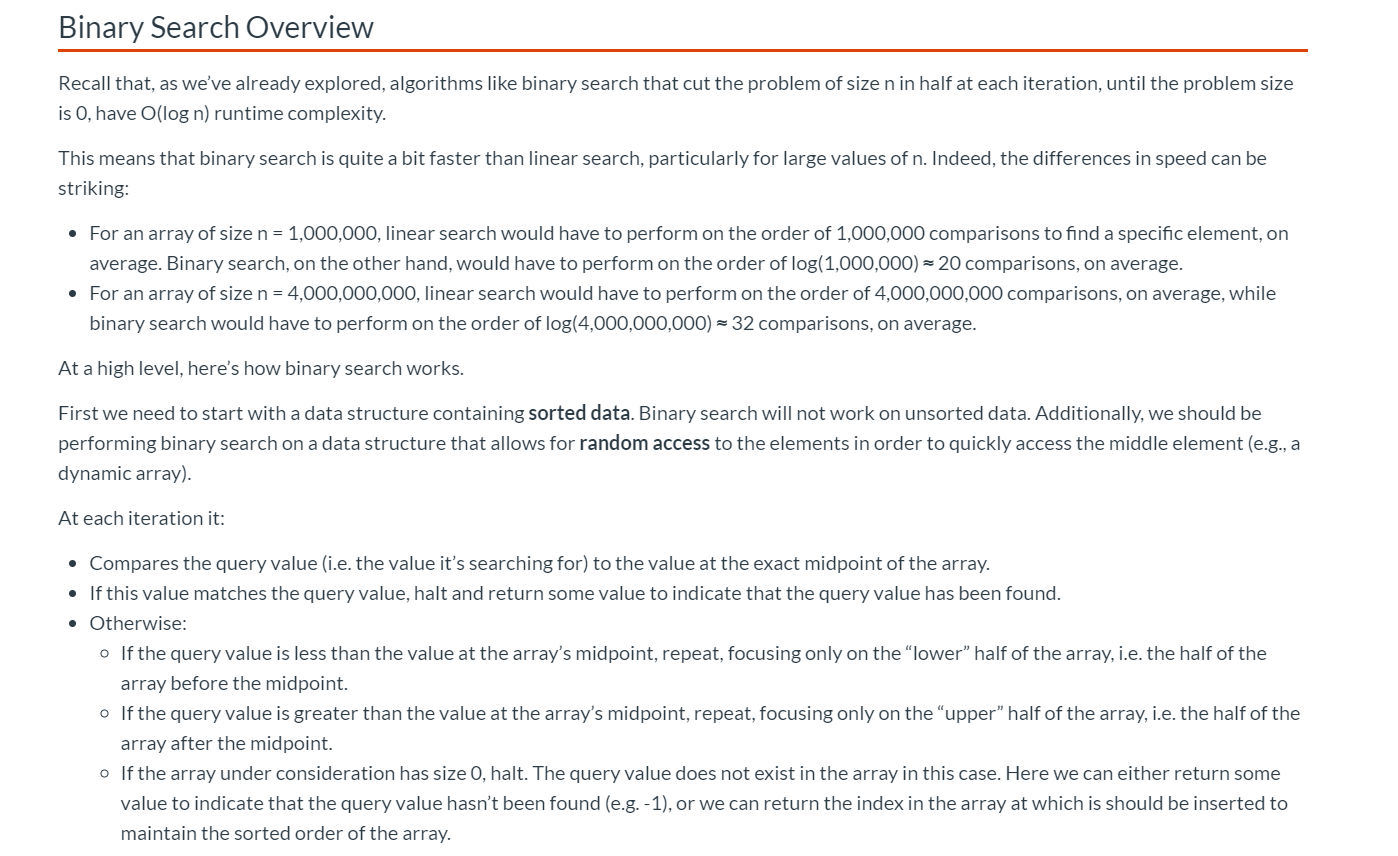 Binary Search Overview
Recall that, as we’ve already explored, algorithms like binary search that cut the problem of size n in half at each iteration, until the problem size
is 0, have O(log n) runtime complexity.
This means that binary search is quite a bit faster than linear search, particularly for large values of n. Indeed, the differences in speed can be
striking:
• For an array of size n = 1,000,000, linear search would have to perform on the order of 1,000,000 comparisons to find a specific element, on
average. Binary search, on the other hand, would have to perform on the order of log(1,000,000) ≈ 20 comparisons, on average.
• For an array of size n = 4,000,000,000, linear search would have to perform on the order of 4,000,000,000 comparisons, on average, while
binary search would have to perform on the order of log(4,000,000,000) ≈ 32 comparisons, on average.
At a high level, here’s how binary search works.
First we need to start with a data structure containing sorted data. Binary search will not work on unsorted data. Additionally, we should be
performing binary search on a data structure that allows for random access to the elements in order to quickly access the middle element (e.g., a
dynamic array).
At each iteration it:
• Compares the query value (i.e. the value it’s searching for) to the value at the exact midpoint of the array.
• If this value matches the query value, halt and return some value to indicate that the query value has been found.
• Otherwise:
◦ If the query value is less than the value at the array’s midpoint, repeat, focusing only on the “lower” half of the array, i.e. the half of the
array before the midpoint.
◦ If the query value is greater than the value at the array’s midpoint, repeat, focusing only on the “upper” half of the array, i.e. the half of the
array after the midpoint.
◦ If the array under consideration has size 0, halt. The query value does not exist in the array in this case. Here we can either return some
value to indicate that the query value hasn’t been found (e.g. -1), or we can return the index in the array at which is should be inserted to
maintain the sorted order of the array.